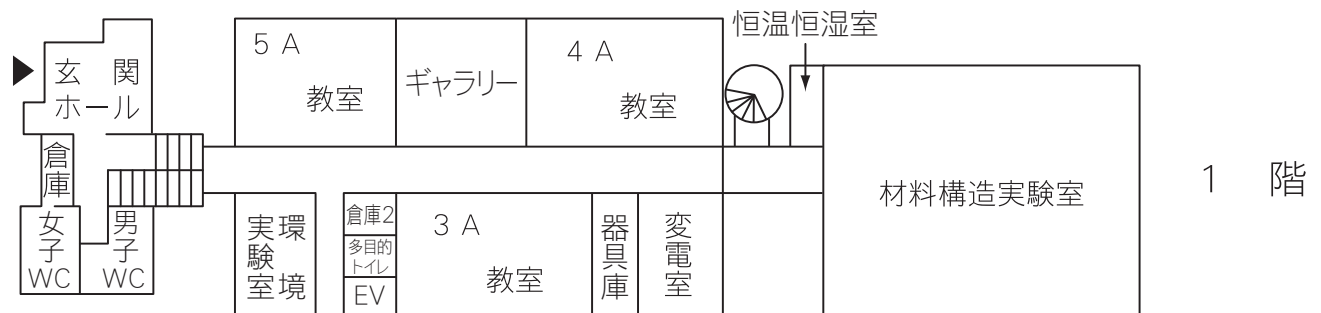 恒温恒湿室
5 A
教室
ギャラリー
4 A
教室
玄 関
ホール
倉庫
女子
WC
男子
WC
環境
実験室
倉庫2
多目的
トイレ
EV
3 A
教室
器具庫
変電室
材料構造実験室
1 階